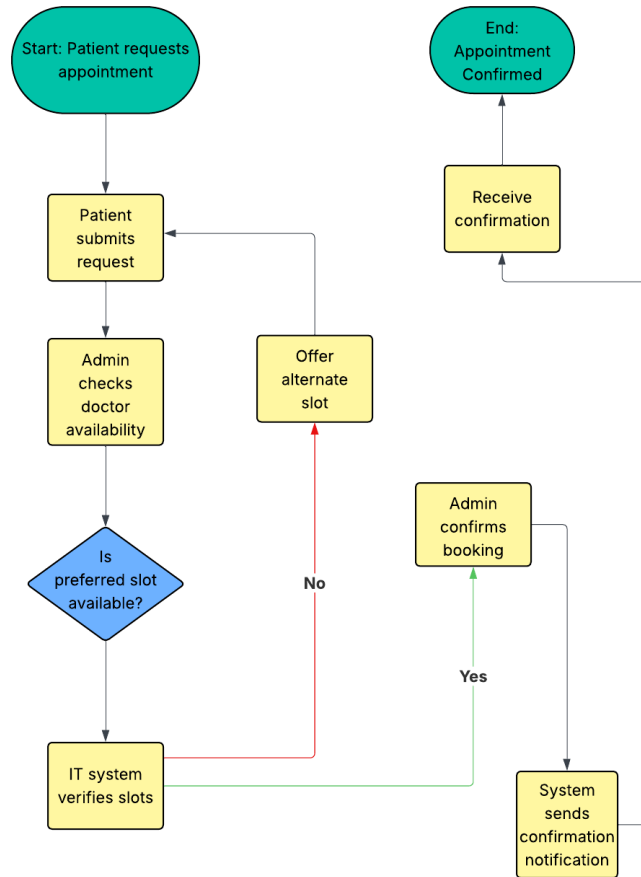 Start: Patient requests
appointment
End:
Appointment
Confirmed
Patient
submits
request
Receive
confirmation
Admin
checks
doctor
availability
Offer
alternate
slot
Admin
confirms
booking
Is
preferred slot
available?
No
Yes
IT system
verifies slots
System
sends
confirmation
notification